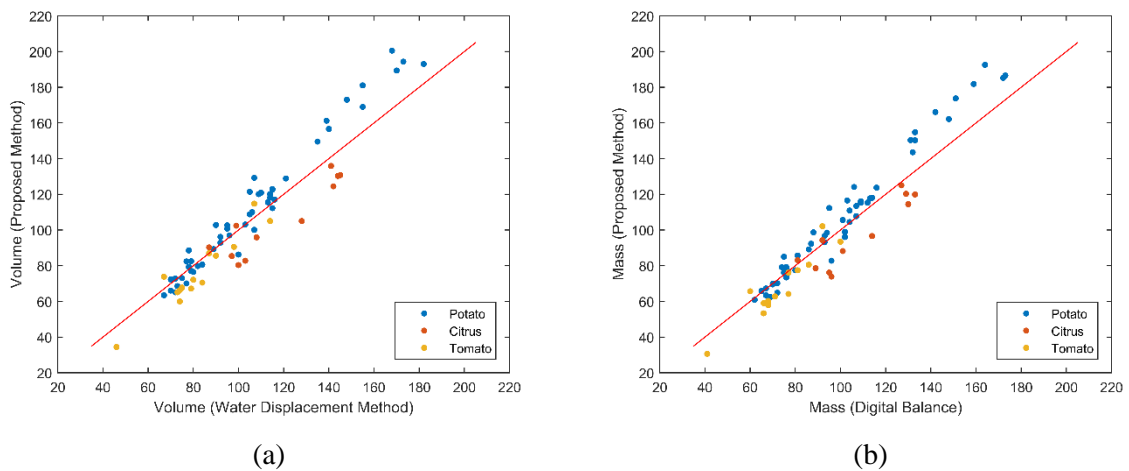 220
200
180
160
140
120
100
80
60
40
20
Volume (Proposed Method)
Potato
Citrus
Tomato
20 40 60 80 100 120 140 160 180 200 220
Volume (Water Displacement Method)
(a)
220
200
180
160
140
120
100
80
60
40
20
Mass (Proposed Method)
Potato
Citrus
Tomato
20 40 60 80 100 120 140 160 180 200 220
Mass (Digital Balance)
(b)